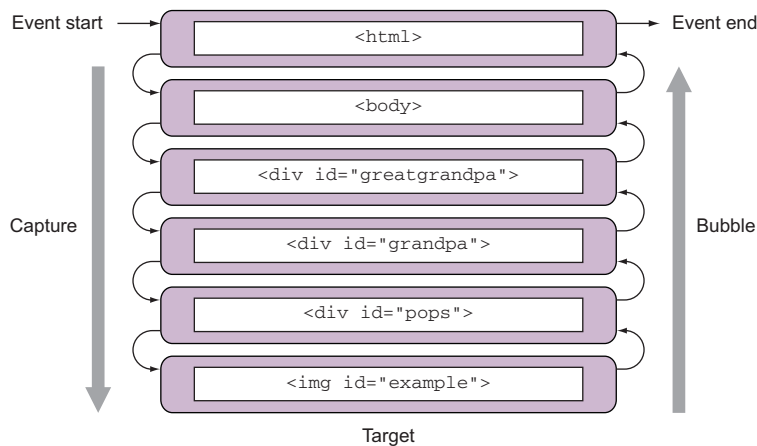 Event start
Event end
<html>
<body>
<div id="greatgrandpa">
Capture
Bubble
<div id="grandpa">
<div id="pops">
<img id="example">
Target